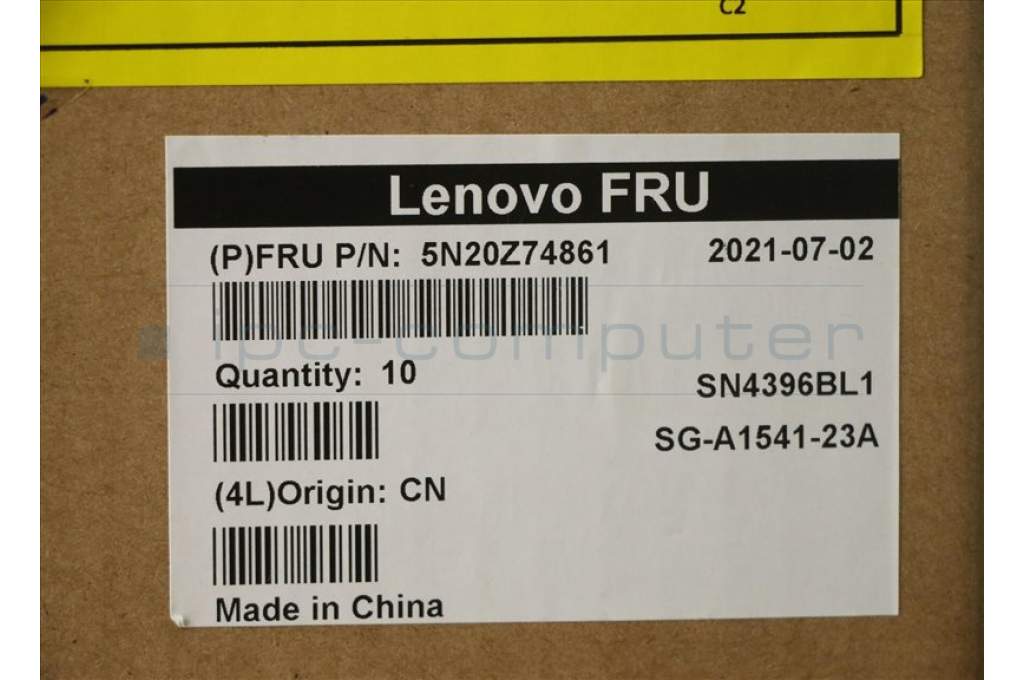 C2
Lenovo FRU
(P)FRU P/N: 5N20Z74861 2021-07-02
ipc-computer
Quantity: 10
SN4396BL1
SG-A1541-23A
(4L)Origin: CN
Made in China